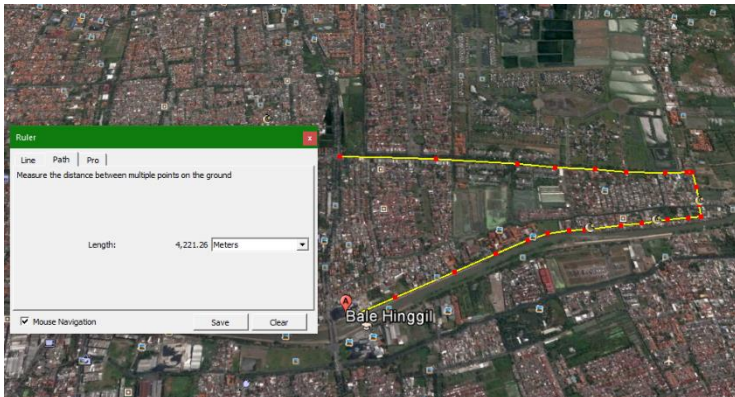 Ruler
x
Line Path Pro
Measure the distance between multiple points on the ground
Length: 4,221.26 Meters
Mouse Navigation Save Clear
A
Bale Hinggil